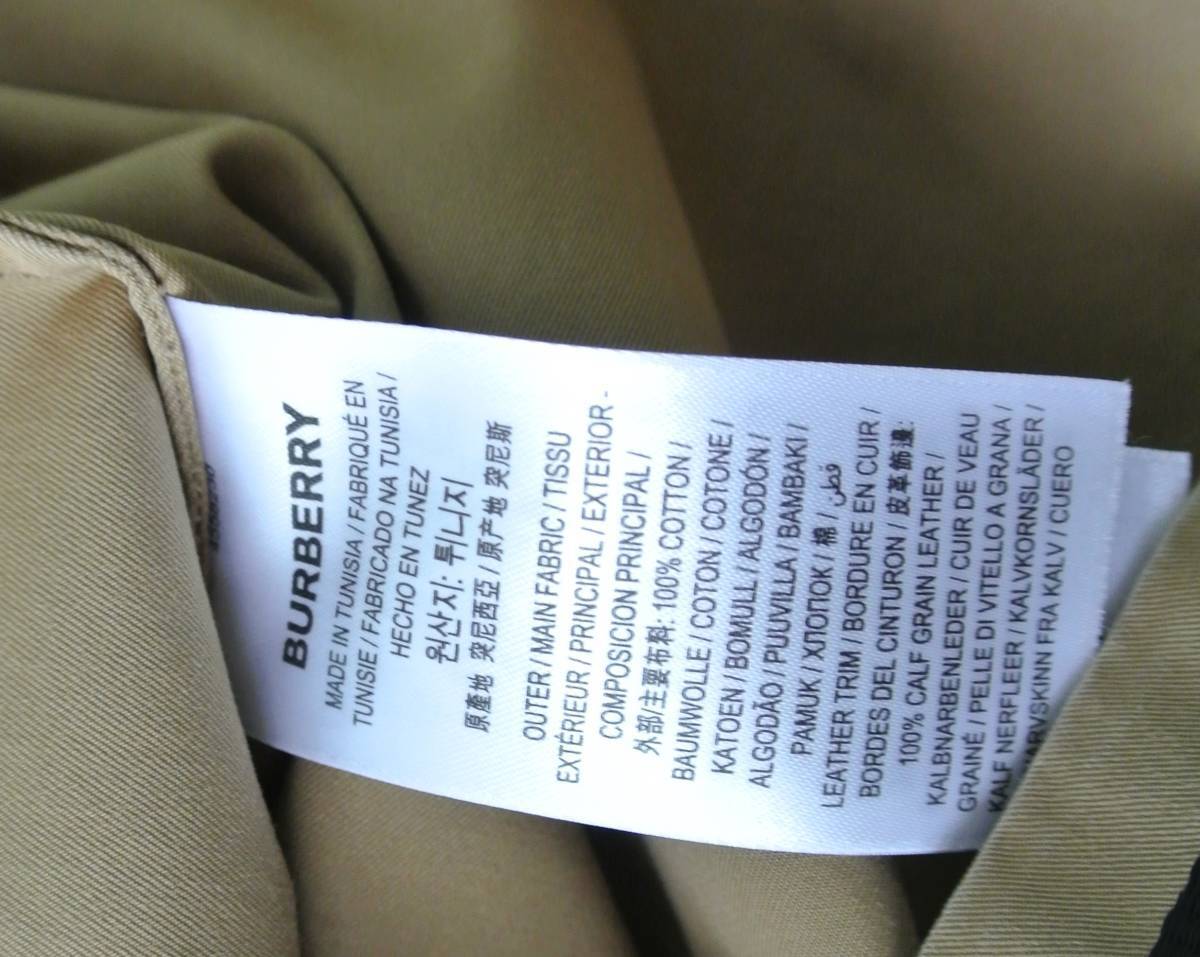 BURBERRY
MADE IN TUNISIA / FABRIQUÉ EN
TUNISIE / FABRICADO NA TUNISIA /
HECHO EN TUNEZ
원산지: 튀니지
原產地 突尼西亞 / 原产地 突尼斯
OUTER / MAIN FABRIC / TISSU
EXTÉRIEUR / PRINCIPAL / EXTERIOR -
COMPOSICION PRINCIPAL /
外部/主要布料: 100% COTTON /
BAUMWOLLE / COTON / COTONE /
KATOEN / BOMULL / ALGODÓN /
ALGODÃO / PUUVILLA / BAMBAKI /
PAMUK / ХЛОПОК / 棉 / قطن
LEATHER TRIM / BORDURE EN CUIR /
BORDES DEL CINTURON / 皮革飾邊:
100% CALF GRAIN LEATHER /
KALBNARBENLEDER / CUIR DE VEAU
GRAINÉ / PELLE DI VITELLO A GRANA /
KALF NERFLEER / KALVKORNSLÄDER /
FRA KALV / CUERO